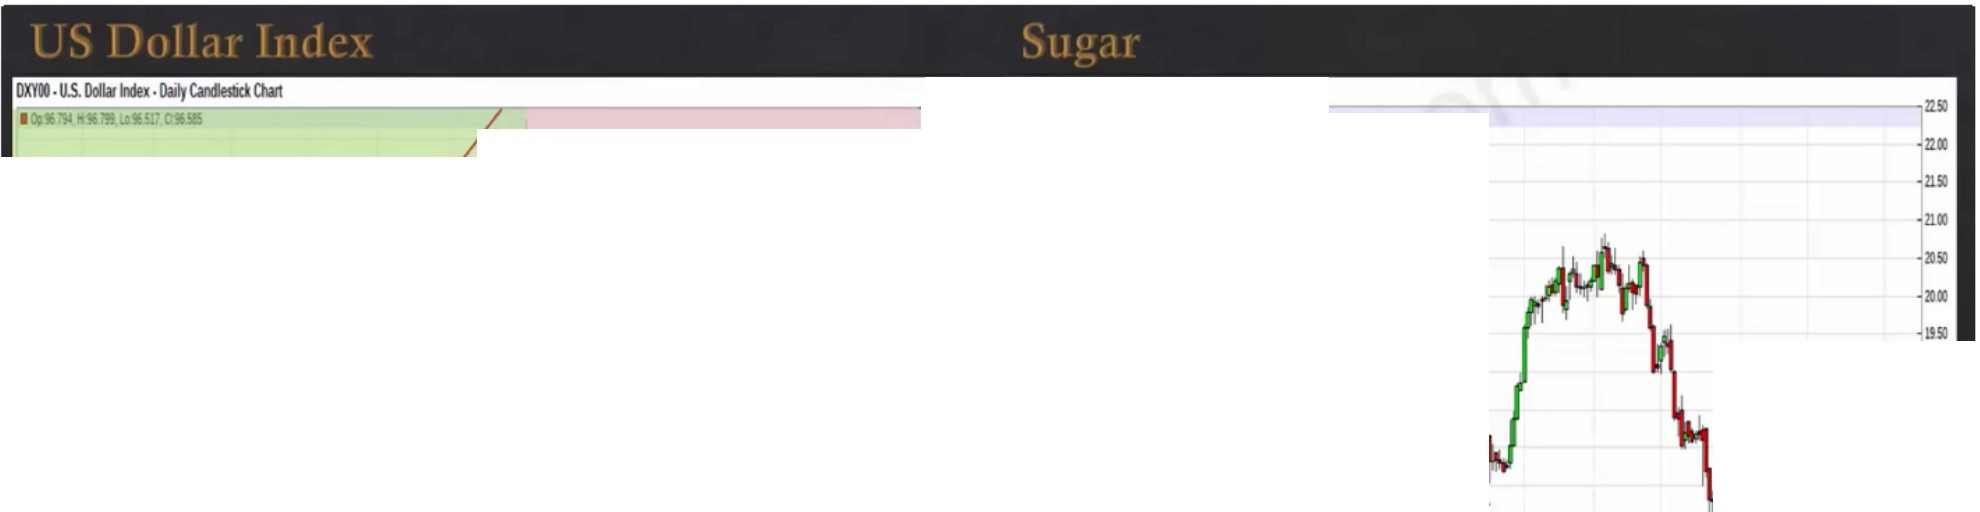 US Dollar Index
Sugar
DXY00 - U.S. Dollar Index - Daily Candlestick Chart
Op:96.794, H:96.799, Lo:96.517, Cl:96.585
22.50
22.00
21.50
21.00
20.50
20.00
19.50